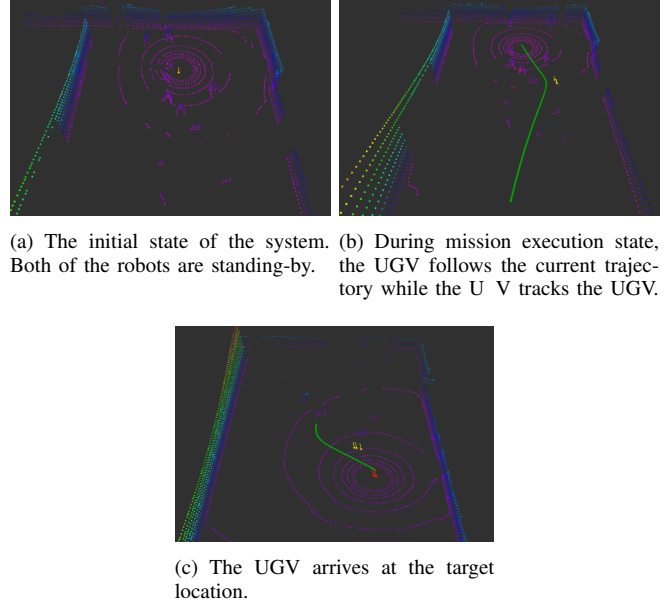 (a) The initial state of the system.
Both of the robots are standing-by.
(b) During mission execution state,
the UGV follows the current trajec-
tory while the U V tracks the UGV.
(c) The UGV arrives at the target
location.